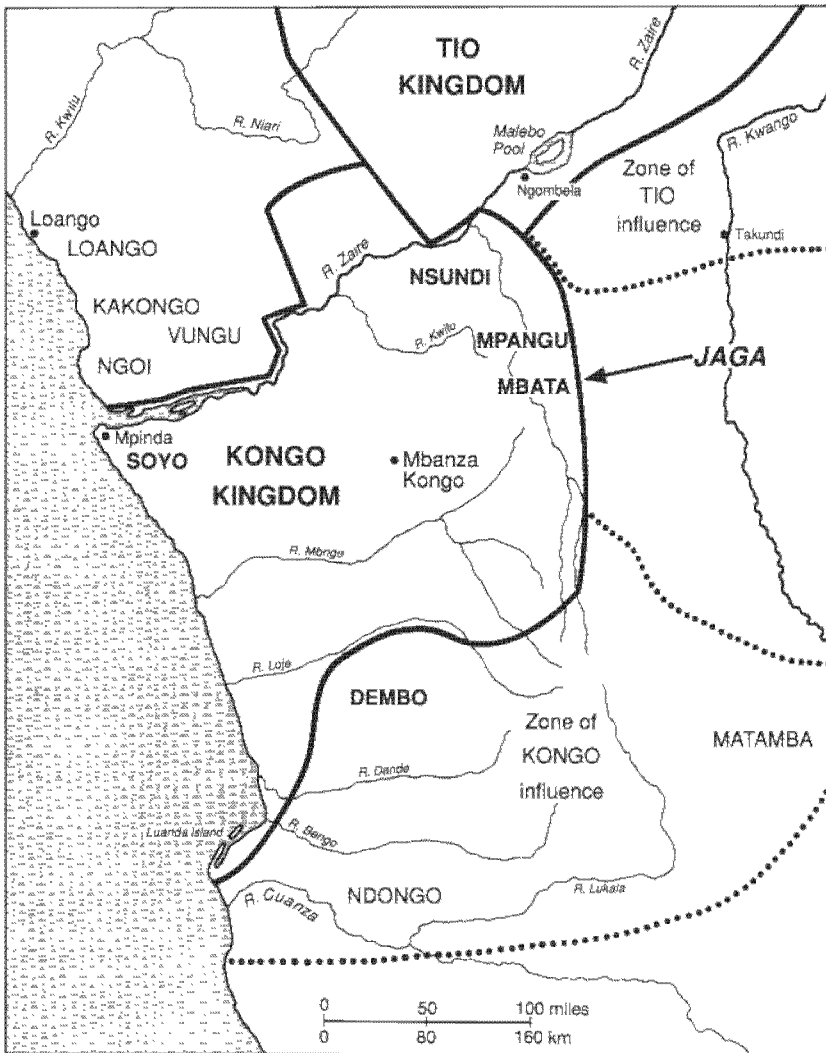 TIO
KINGDOM
R. Zaire
R. Kwilu
R. Niari
Malebo
Pool
Ngombela
R. Kwango
Zone of
TIO
influence
Takundi
Loango
LOANGO
R. Zaire
NSUNDI
KAKONGO
VUNGU
NGOI
R. Kwilo
MPANGU
MBATA
JAGA
Mpinda
SOYO
KONGO
KINGDOM
Mbanza
Kongo
R. Mbrige
R. Loje
DEMBO
Zone of
KONGO
influence
MATAMBA
R. Dande
Luanda Island
R. Bengo
R. Cuanza
NDONGO
R. Lukala
0 50 100 miles
0 80 160 km